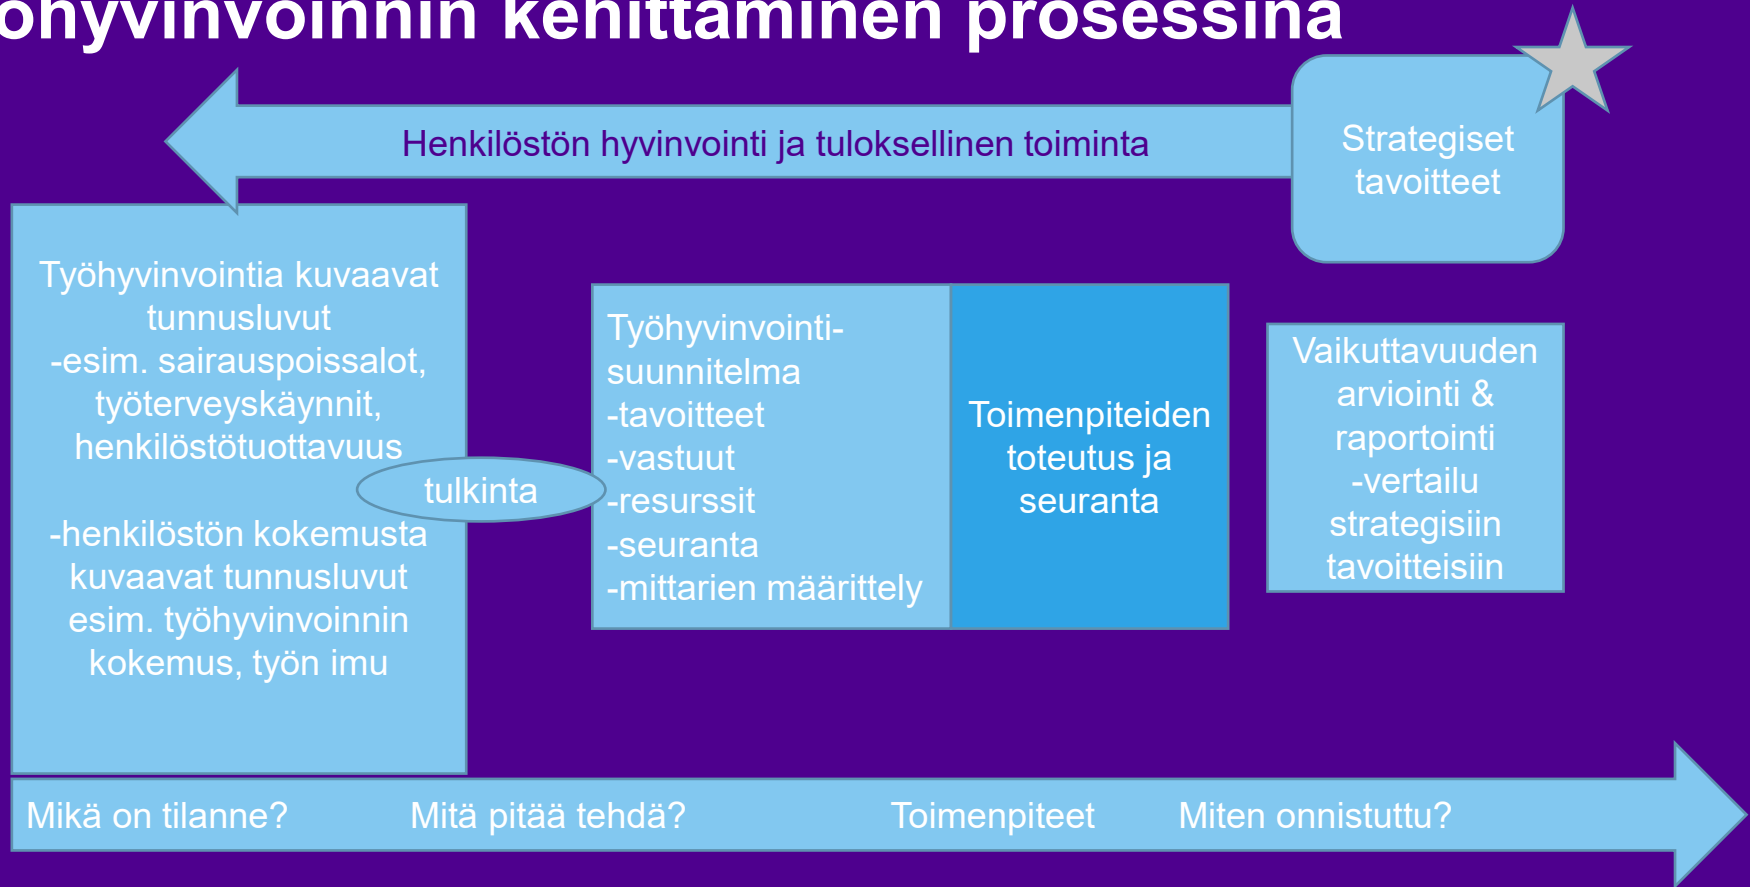 öhyvinvoinnin kehittäminen prosessina
Henkilöstön hyvinvointi ja tuloksellinen toiminta
Strategiset
tavoitteet
Työhyvinvointia kuvaavat
tunnusluvut
-esim. sairauspoissalot,
työterveyskäynnit,
henkilöstötuottavuus
-henkilöstön kokemusta
kuvaavat tunnusluvut
esim. työhyvinvoinnin
kokemus, työn imu
tulkinta
Työhyvinvointi-
suunnitelma
-tavoitteet
-vastuut
-resurssit
-seuranta
-mittarien määrittely
Toimenpiteiden
toteutus ja
seuranta
Vaikuttavuuden
arviointi &
raportointi
-vertailu
strategisiin
tavoitteisiin
Mikä on tilanne? Mitä pitää tehdä? Toimenpiteet Miten onnistuttu?